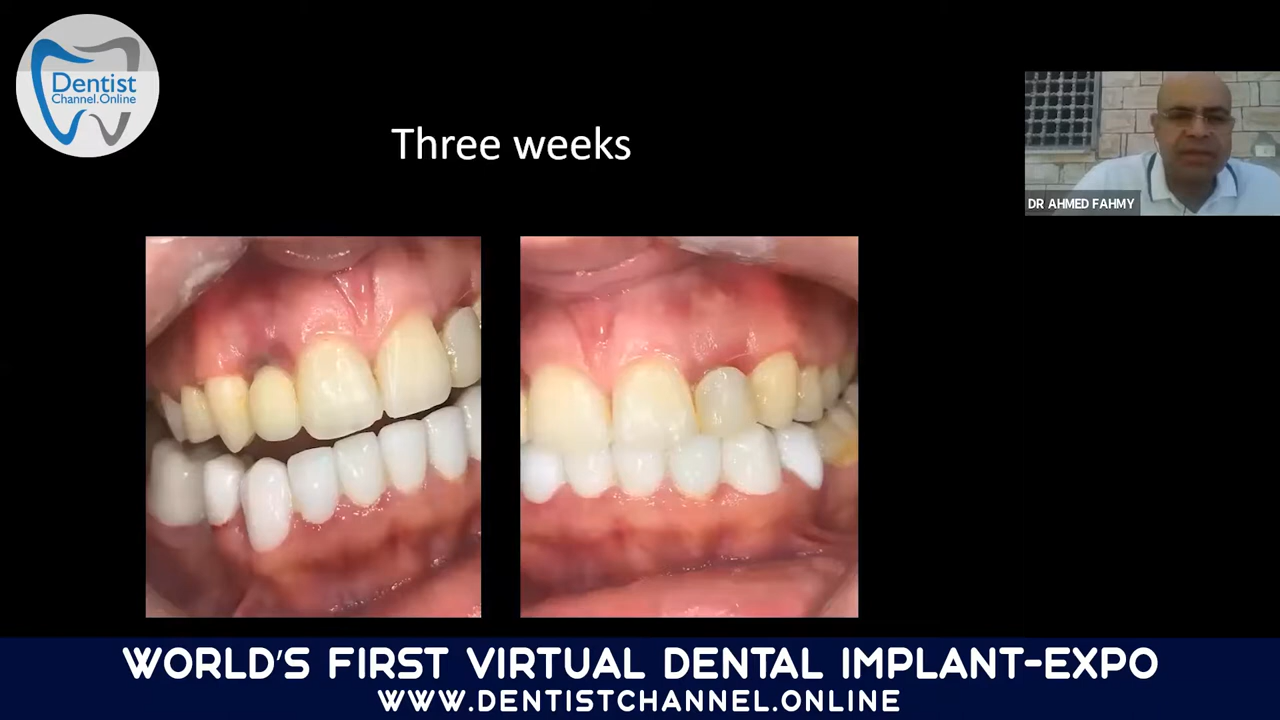 Dentist
Channel.Online
Three weeks
DR AHMED FAHMY
WORLD'S FIRST VIRTUAL DENTAL IMPLANT-EXPO
WWW.DENTISTCHANNEL.ONLINE